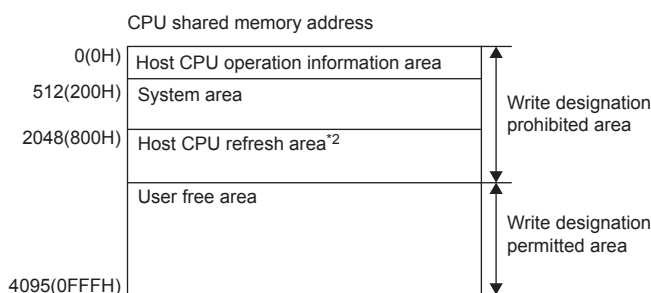 CPU shared memory address
0(0H)
Host CPU operation information area
512(200H)
System area
Write designation
prohibited area
2048(800H)
Host CPU refresh area*2
User free area
Write designation
permitted area
4095(0FFFH)